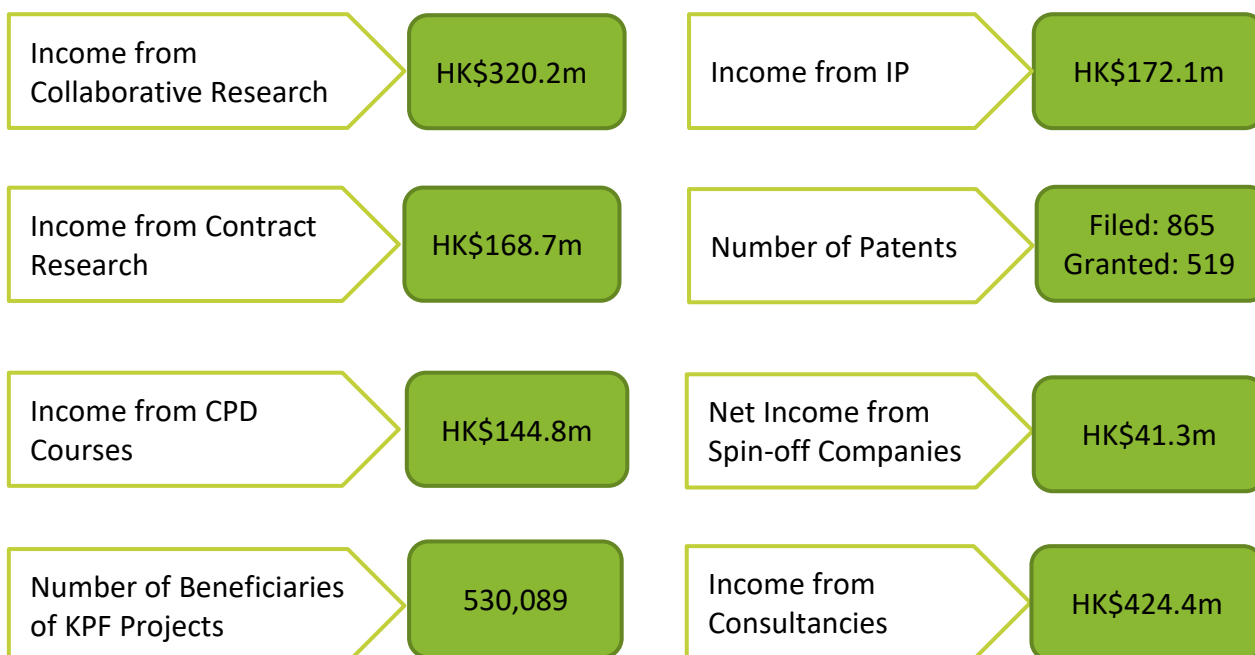 Income from
Collaborative Research
HK$320.2m
Income from IP
HK$172.1m
Income from Contract
Research
HK$168.7m
Number of Patents
Filed: 865
Granted: 519
Income from CPD
Courses
HK$144.8m
Net Income from
Spin-off Companies
HK$41.3m
Number of Beneficiaries
of KPF Projects
530,089
Income from
Consultancies
HK$424.4m